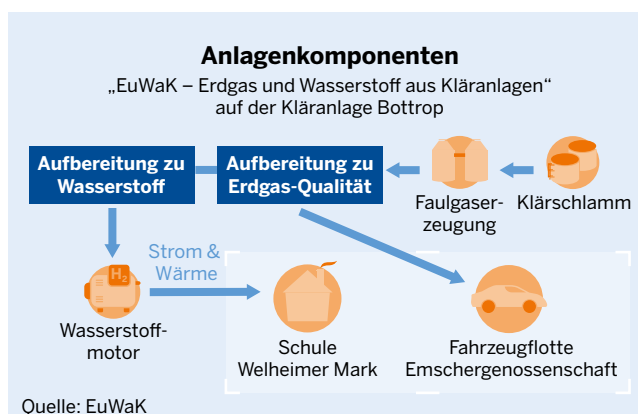 Anlagenkomponenten
„EuWaK – Erdgas und Wasserstoff aus Kläranlagen“
auf der Kläranlage Bottrop
Aufbereitung zu
Wasserstoff
Aufbereitung zu
Erdgas-Qualität
Faulgaser-
zeugung
Klärschlamm
Strom &
Wärme
H2
Wasserstoff-
motor
Schule
Welheimer Mark
Fahrzeugflotte
Emschergenossenschaft
Quelle: EuWaK